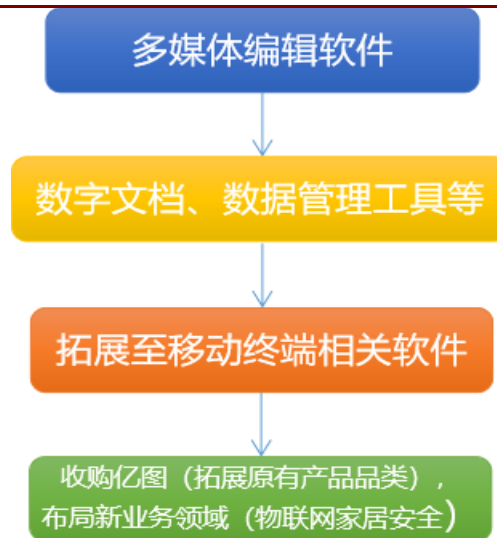 多媒体编辑软件
数字文档、数据管理工具等
拓展至移动终端相关软件
收购亿图（拓展原有产品品类），
布局新业务领域（物联网家居安全）